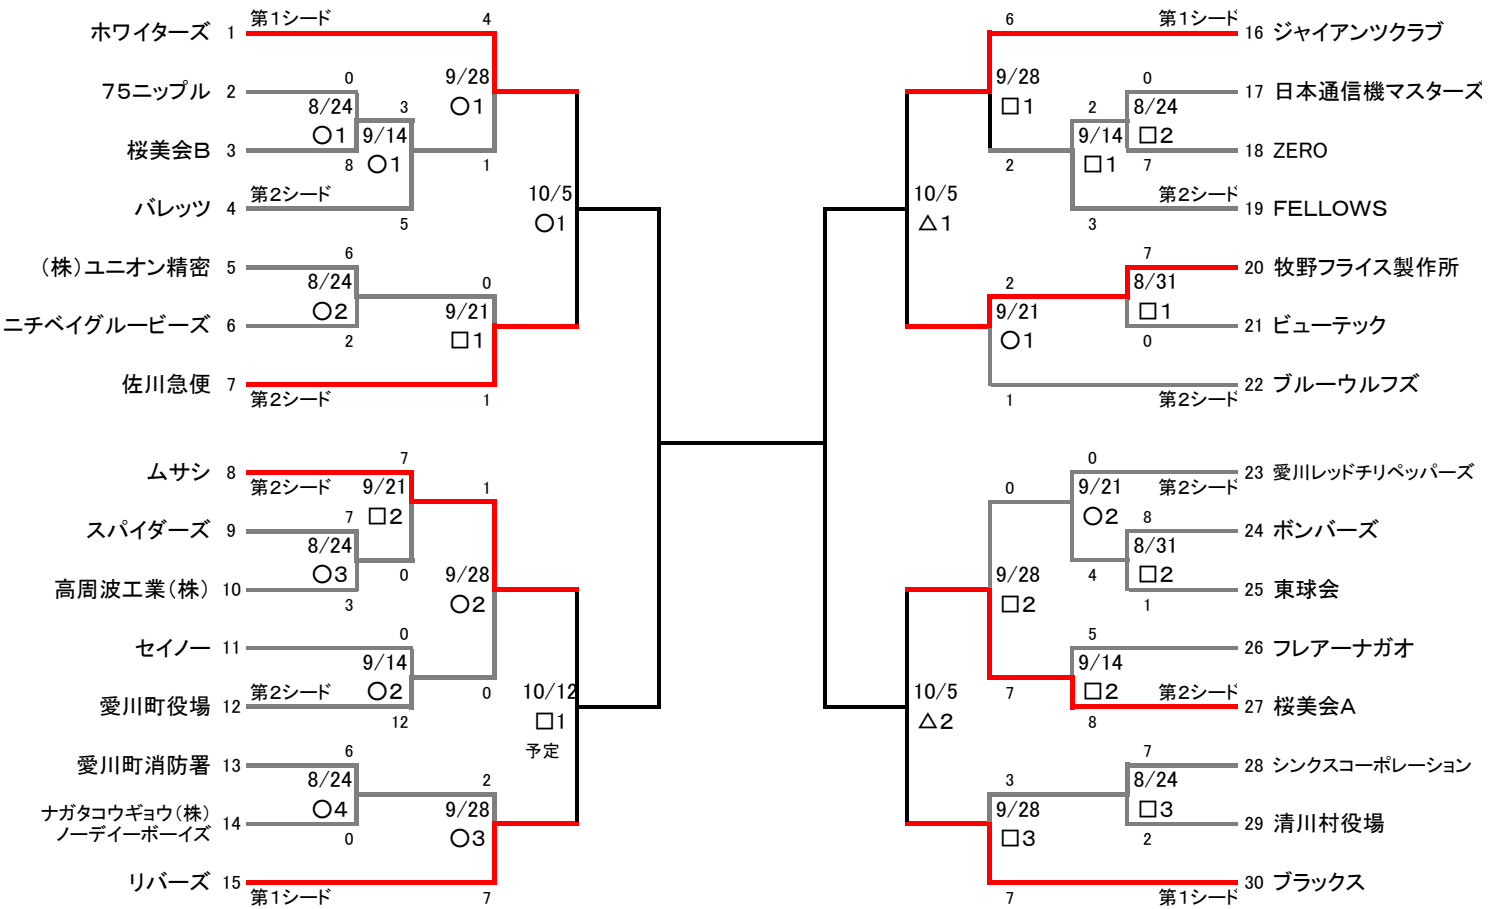 第1シード 4
ホワイターズ 1
9/28
○1
0
75ニップル 2
8/24 3
○1 9/14
桜美会B 3
8 ○1 1
第2シード
バレッツ 4
5
10/5
○1
6
(株)ユニオン精密 5
8/24 0
○2 9/21
ニチベイグルービーズ 6
2 □1
佐川急便 7
第2シード 1
7
ムサシ 8
第2シード 9/21 1
7 □2
スパイダーズ 9
8/24
○3 0 9/28
高周波工業(株) 10
3 ○2
0
セイノー 11
9/14
第2シード ○2 0
愛川町役場 12
12
10/12
□1
予定
6
愛川町消防署 13
8/24 2
○4 9/28
ナガタコウギョウ(株)
ノーデイーボーイズ 14
0 ○3
リバーズ 15
第1シード 7
6 第1シード
16 ジャイアンツクラブ
9/28
□1
0
17 日本通信機マスターズ
2 8/24
9/14 □2
18 ZERO
2 □1 7
第2シード
19 FELLOWS
3
10/5
△1
7
20 牧野フライス製作所
2 8/31
9/21 □1
21 ビューテック
○1 0
22 ブルーウルフズ
1 第2シード
0
23 愛川レッドチリペッパーズ
0 9/21 第2シード
○2 8
24 ボンバーズ
8/31
9/28 4 □2
25 東球会
□2 1
5
26 フレアーナガオ
9/14
7 □2 第2シード
27 桜美会A
8
10/5
△2
7
28 シンクスコーポレーション
3 8/24
9/28 □3
29 清川村役場
□3 2
30 ブラックス
7 第1シード